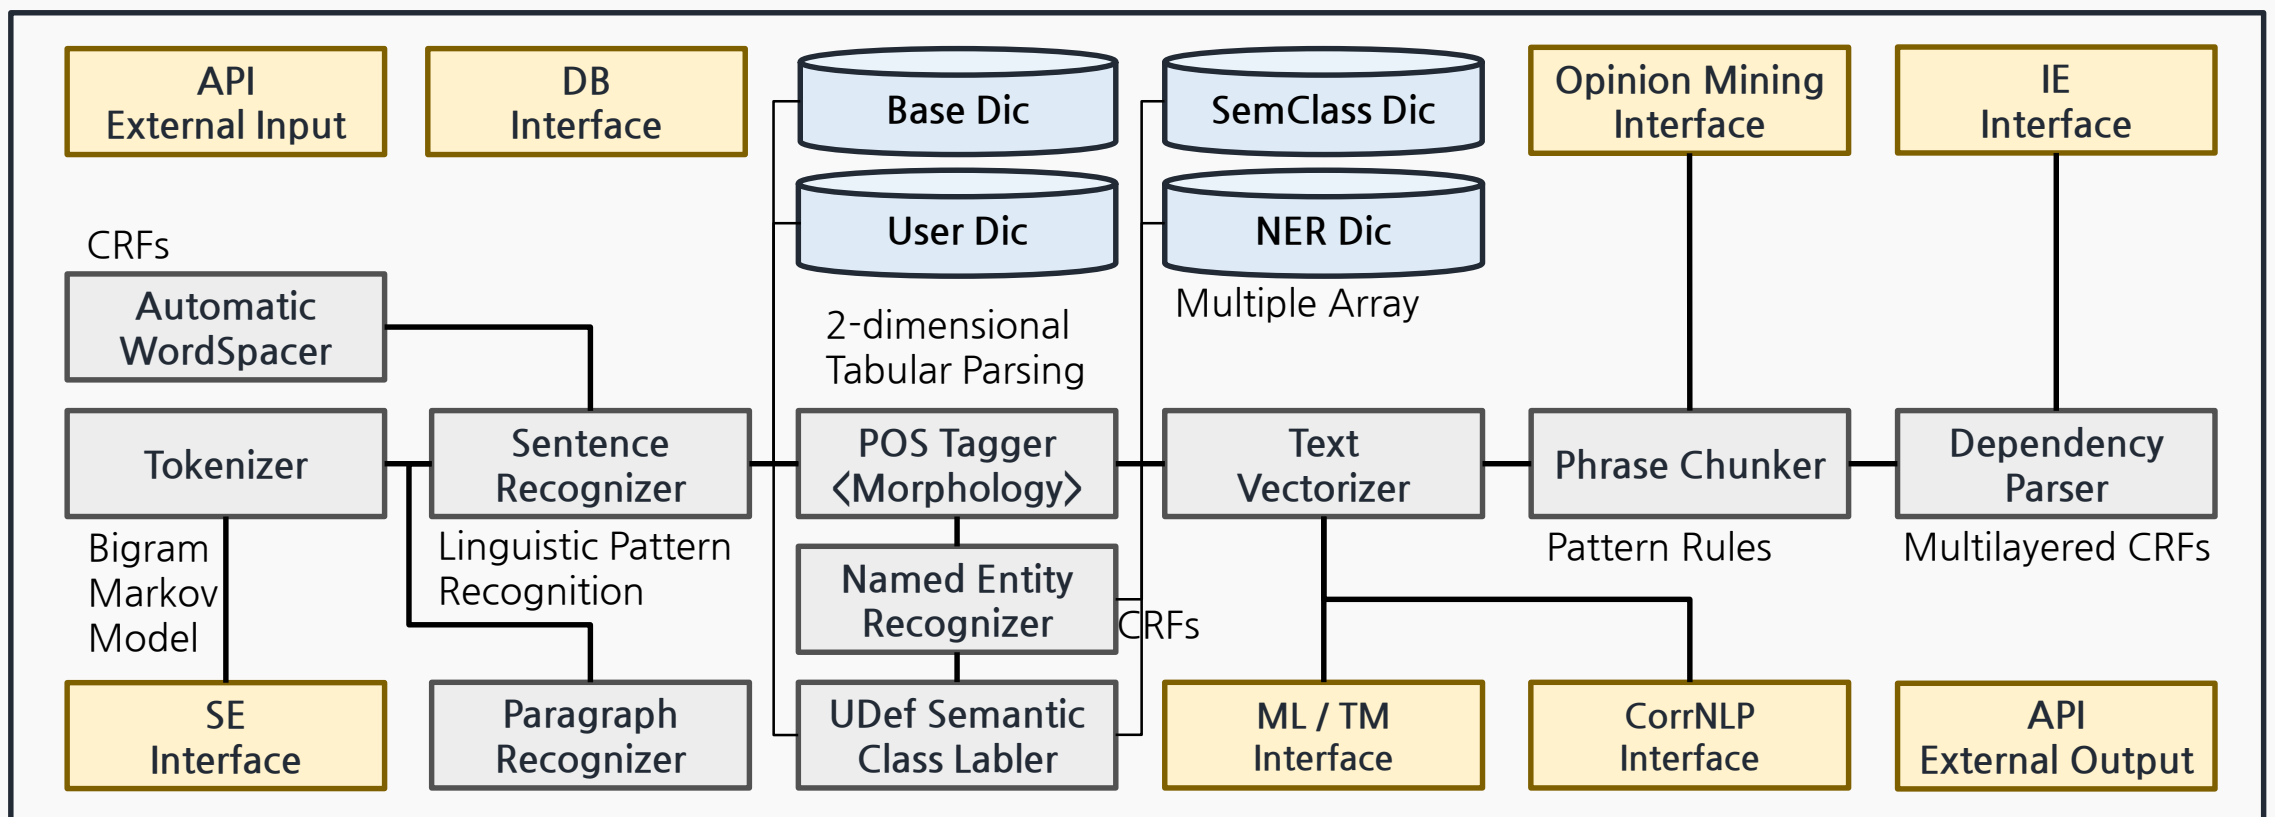 API
External Input
DB
Interface
Base Dic
SemClass Dic
Opinion Mining
Interface
IE
Interface
User Dic
NER Dic
CRFs
Automatic
WordSpacer
2-dimensional
Tabular Parsing
Multiple Array
Tokenizer
Sentence
Recognizer
POS Tagger
<Morphology>
Text
Vectorizer
Phrase Chunker
Dependency
Parser
Bigram
Markov
Model
Linguistic Pattern
Recognition
Named Entity
Recognizer
CRFs
Pattern Rules
Multilayered CRFs
SE
Interface
Paragraph
Recognizer
UDef Semantic
Class Labler
ML / TM
Interface
CorrNLP
Interface
API
External Output